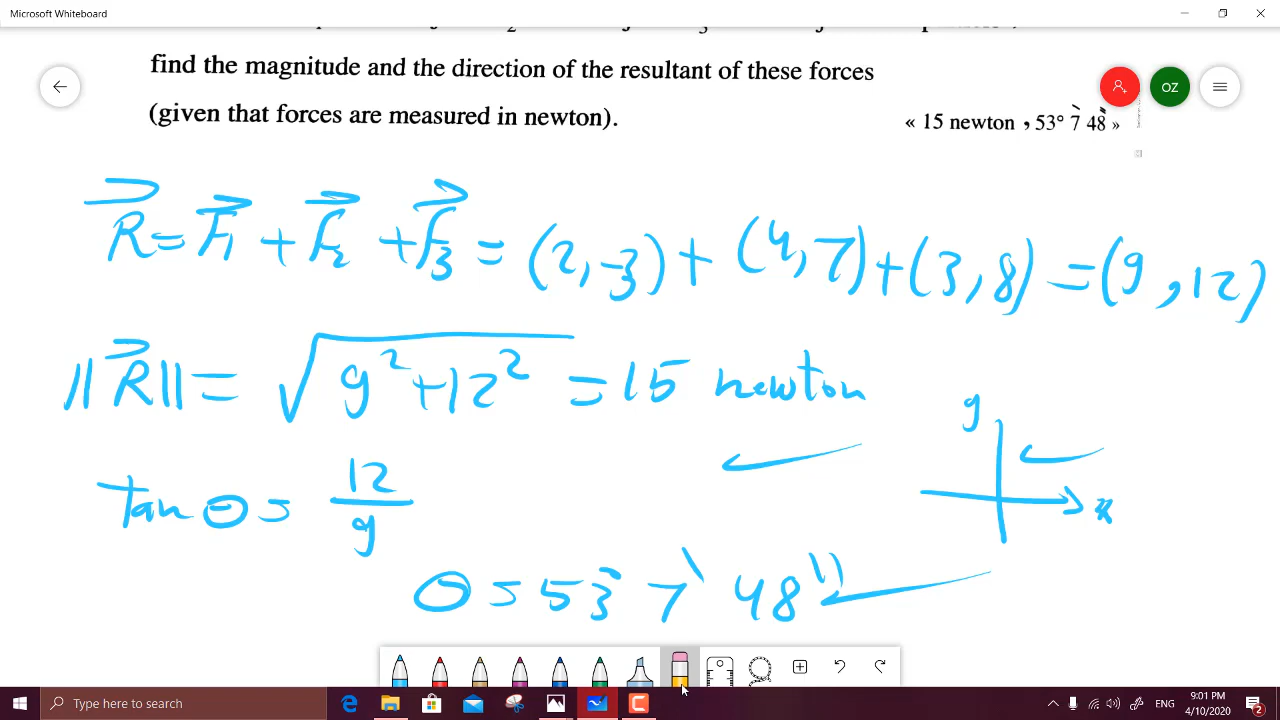 Microsoft Whiteboard
find the magnitude and the direction of the resultant of these forces
(given that forces are measured in newton).
« 15 newton , 53° 7̀ 48̏ »
OZ
R⃗ = F⃗1 + F⃗2 + F⃗3 = (2,-3) + (4,7) + (3,8) = (9,12)
||R⃗|| = √(9²+12²) = 15 newton
y
x
tan θ = 12/9
θ = 53° 7' 48''
Type here to search
ENG
9:01 PM
4/10/2020
2